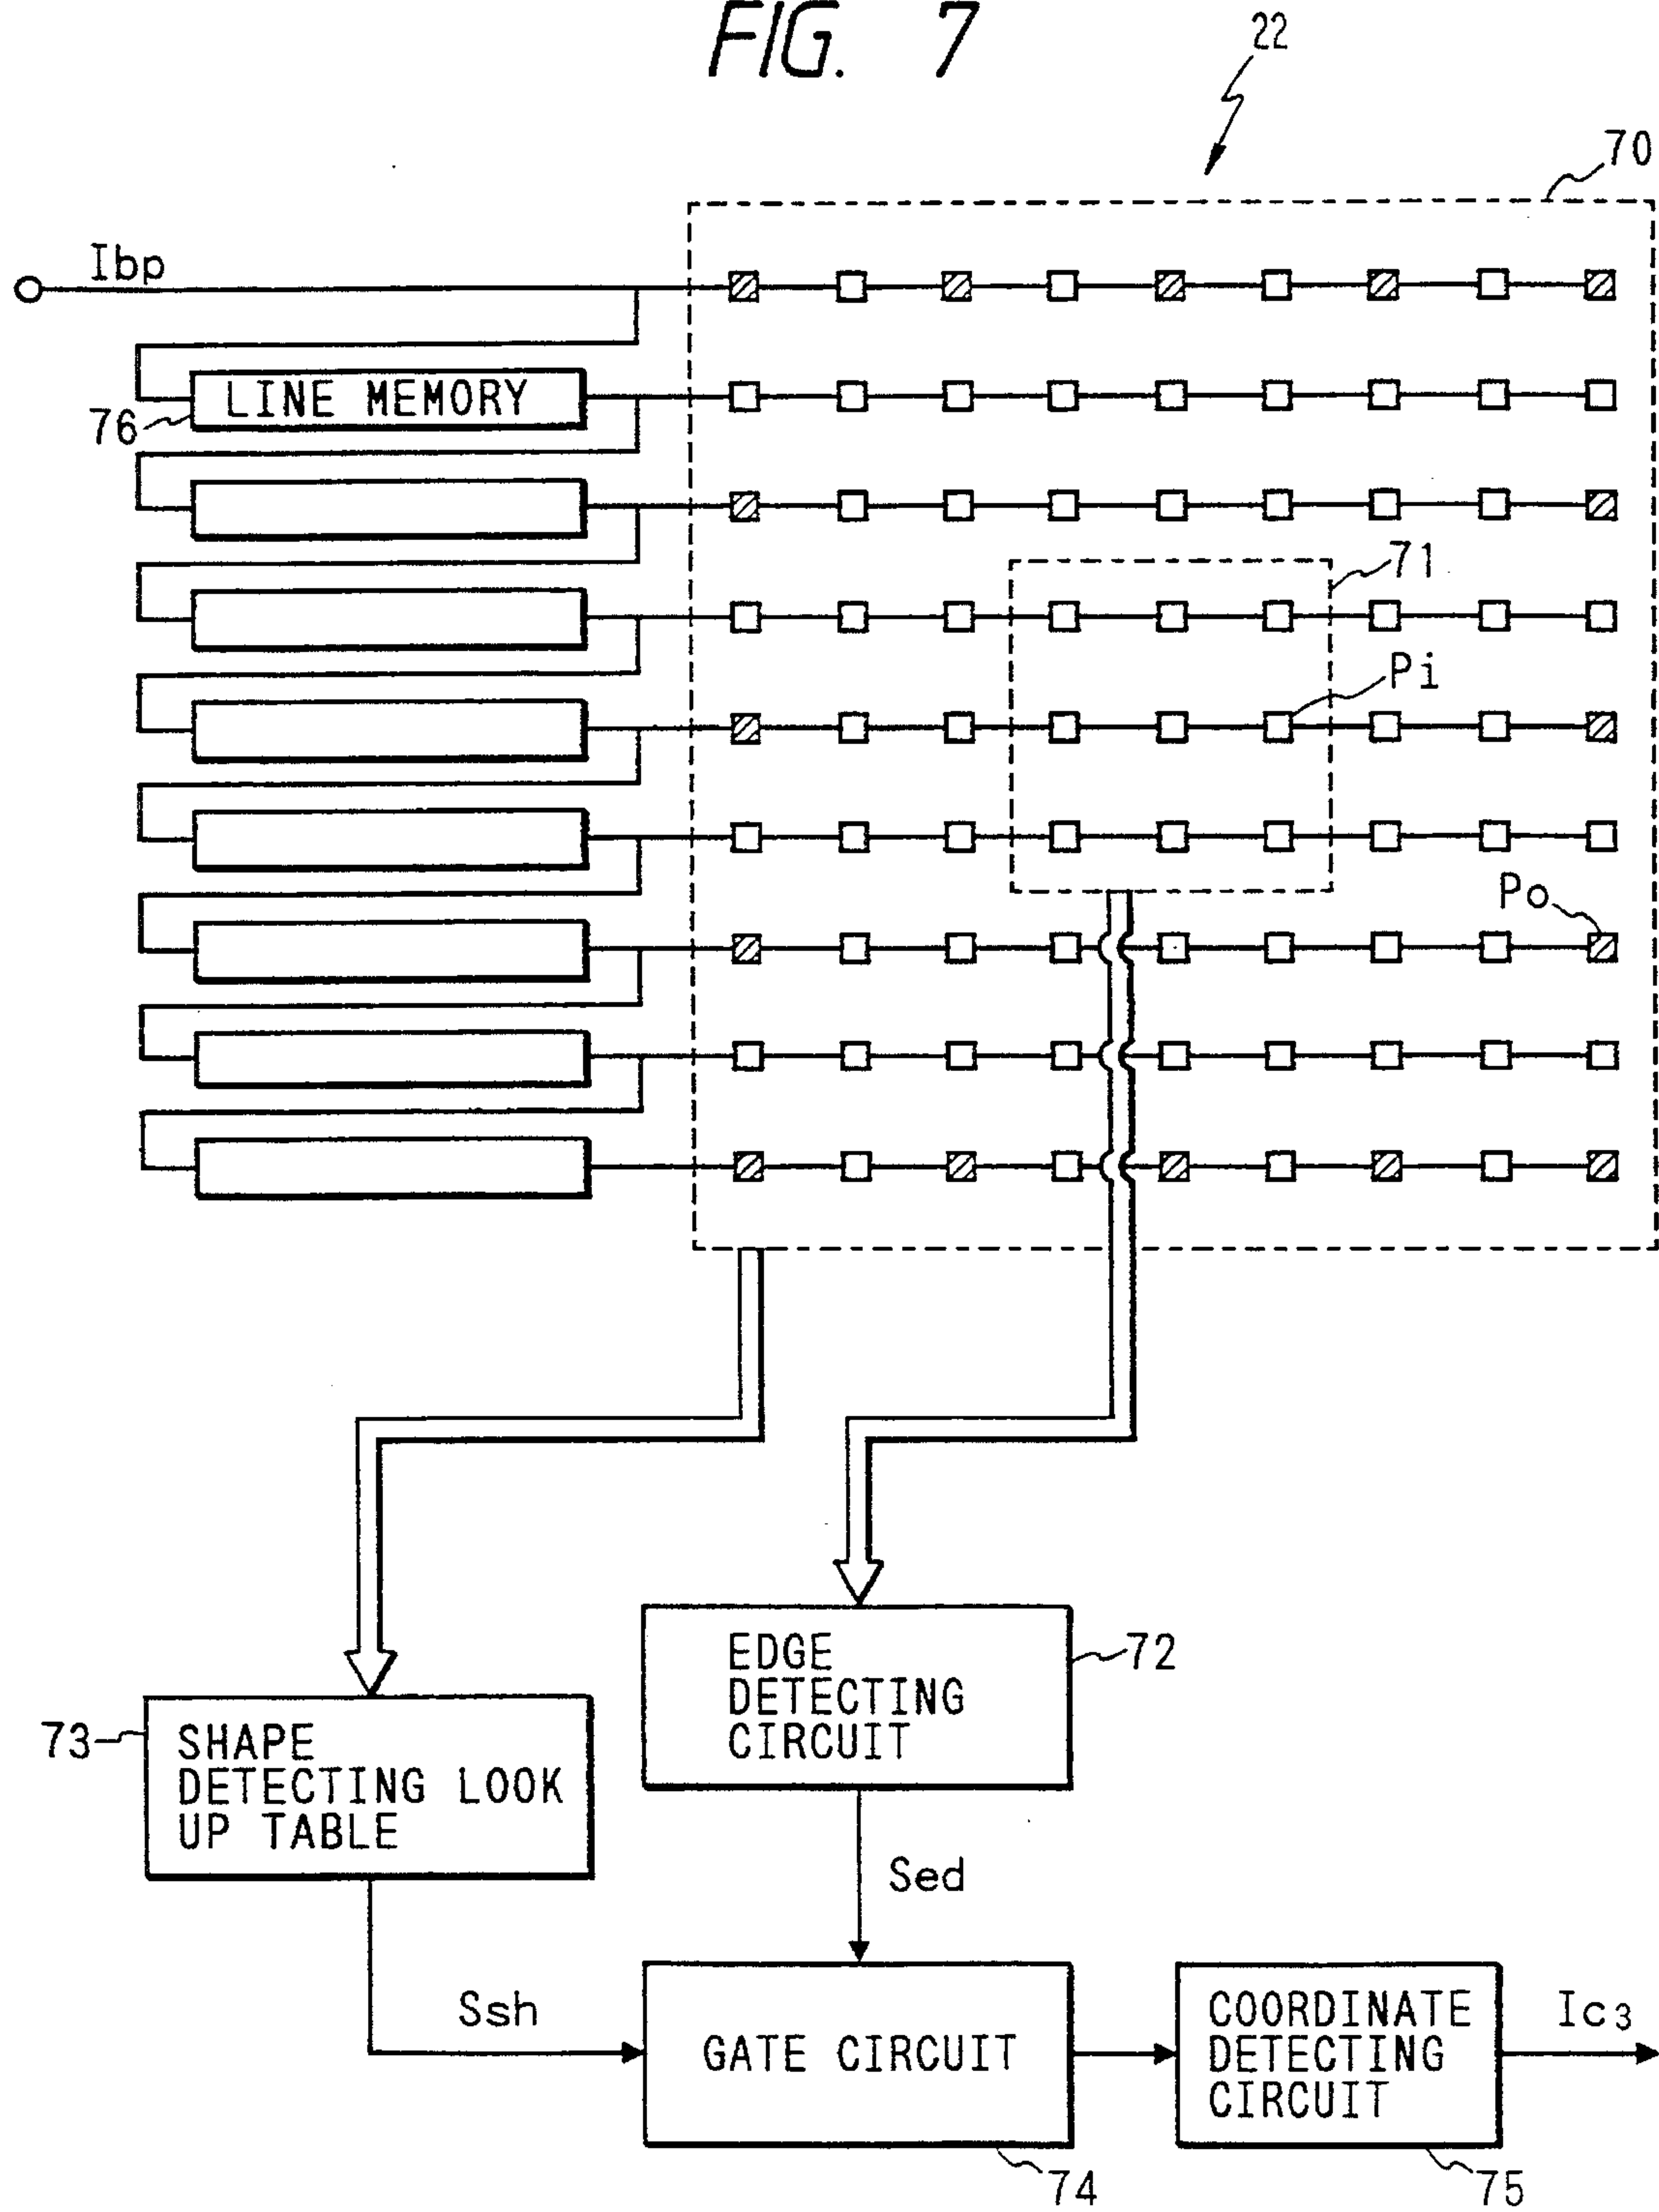 FIG. 7
22
70
Ibp
LINE MEMORY
76
71
Pi
Po
EDGE
DETECTING
CIRCUIT
72
73
SHAPE
DETECTING LOOK
UP TABLE
Sed
Ssh
GATE CIRCUIT
COORDINATE
DETECTING
CIRCUIT
Ic3
74
75